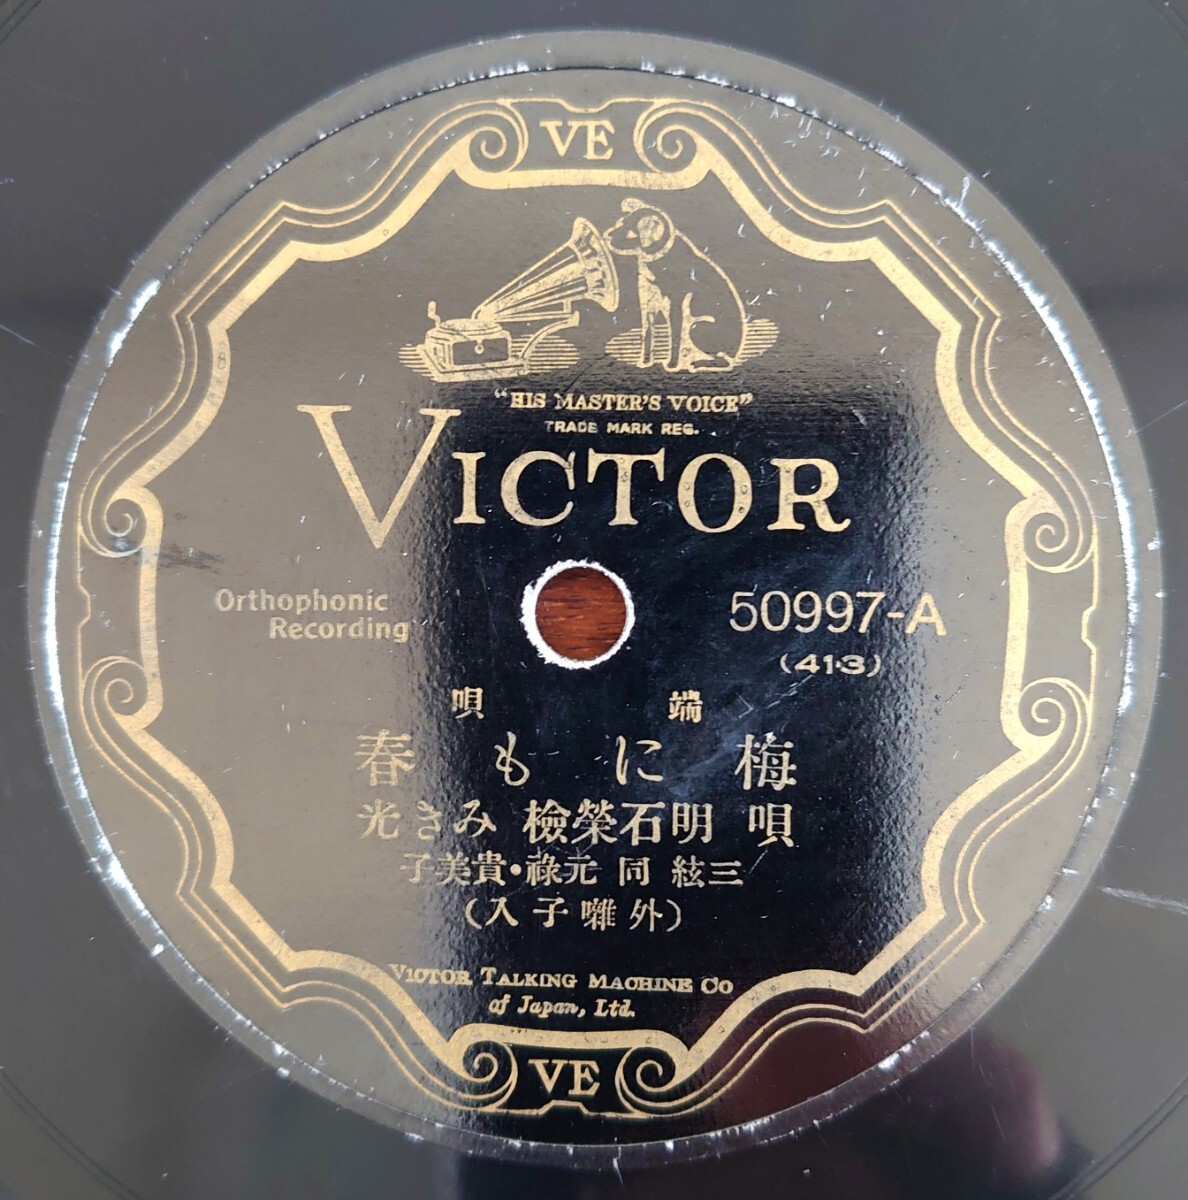 VE
"HIS MASTER'S VOICE"
TRADE MARK REG.
VICTOR
Orthophonic
Recording
50997-A
(41·3)
端唄
梅にも春
唄 明石榮檢 みさ光
三絃 同 元祿・貴美子
(外囃子入)
VICTOR TALKING MACHINE CO
of Japan, Ltd.
VE